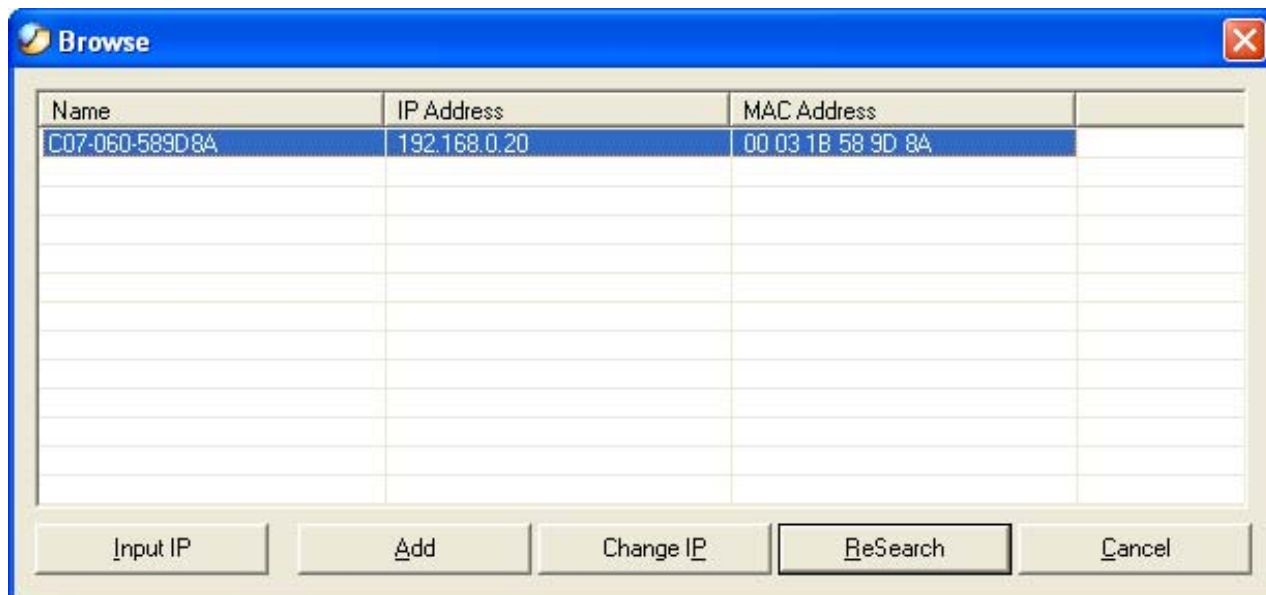 Browse
Name IP Address MAC Address
C07-060-589D8A 192.168.0.20 00 03 1B 58 9D 8A
Input IP Add Change IP ReSearch Cancel